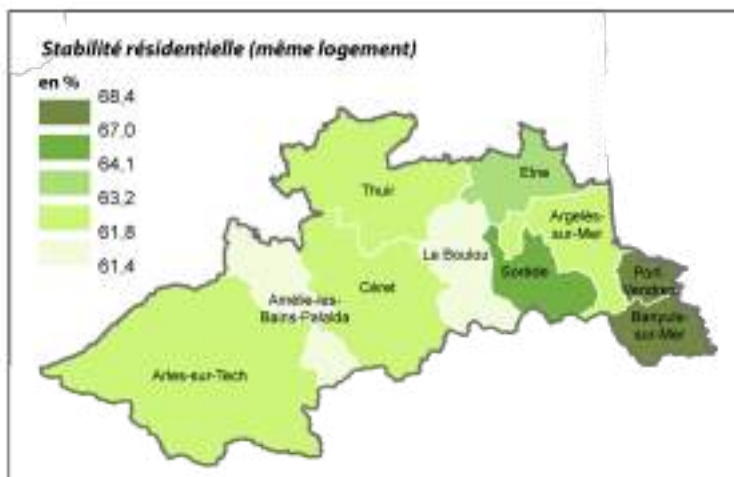 Stabilité résidentielle (même logement)
en %
68,4
67,0
64,1
63,2
61,8
61,4
Elne
Thuir
Argelès-
sur-Mer
Le Boulou
Sorède
Port-
Vendres
Céret
Amélie-les-
Bains-Palalda
Banyuls-
sur-Mer
Arles-sur-Tech